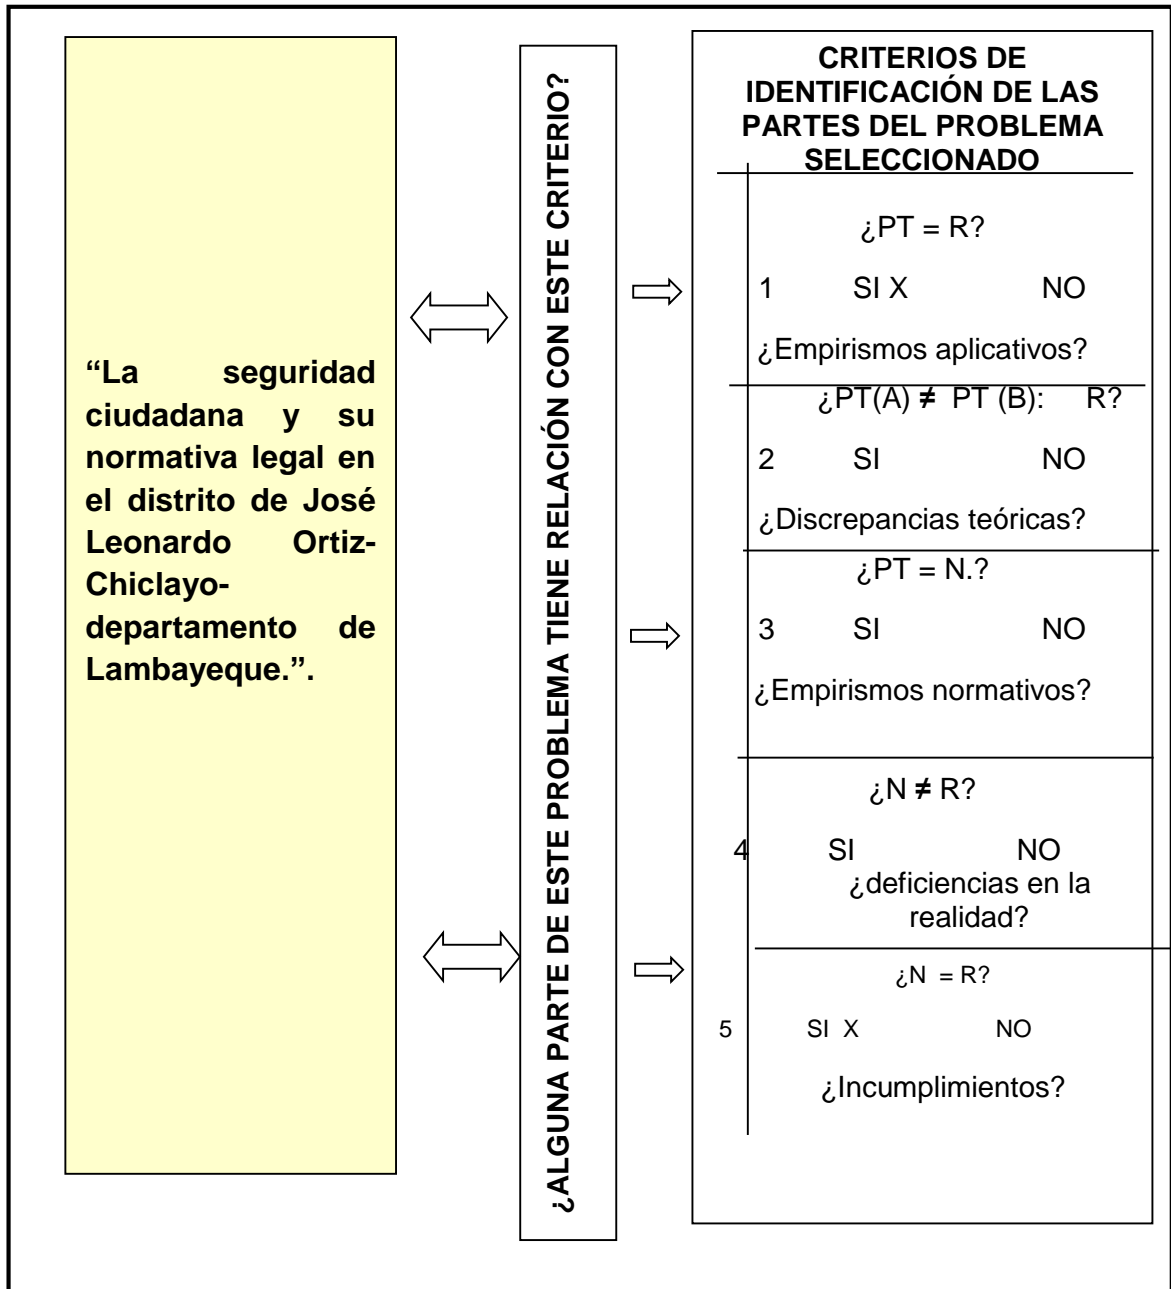 “La seguridad
ciudadana y su
normativa legal en
el distrito de José
Leonardo Ortiz-
Chiclayo-
departamento de
Lambayeque.”.
¿ALGUNA PARTE DE ESTE PROBLEMA TIENE RELACIÓN CON ESTE CRITERIO?
CRITERIOS DE
IDENTIFICACIÓN DE LAS
PARTES DEL PROBLEMA
SELECCIONADO
¿PT = R?
1 SI X NO
¿Empirismos aplicativos?
¿PT(A) ≠ PT (B): R?
2 SI NO
¿Discrepancias teóricas?
¿PT = N.?
3 SI NO
¿Empirismos normativos?
¿N ≠ R?
4 SI NO
¿deficiencias en la
realidad?
¿N = R?
5 SI X NO
¿Incumplimientos?